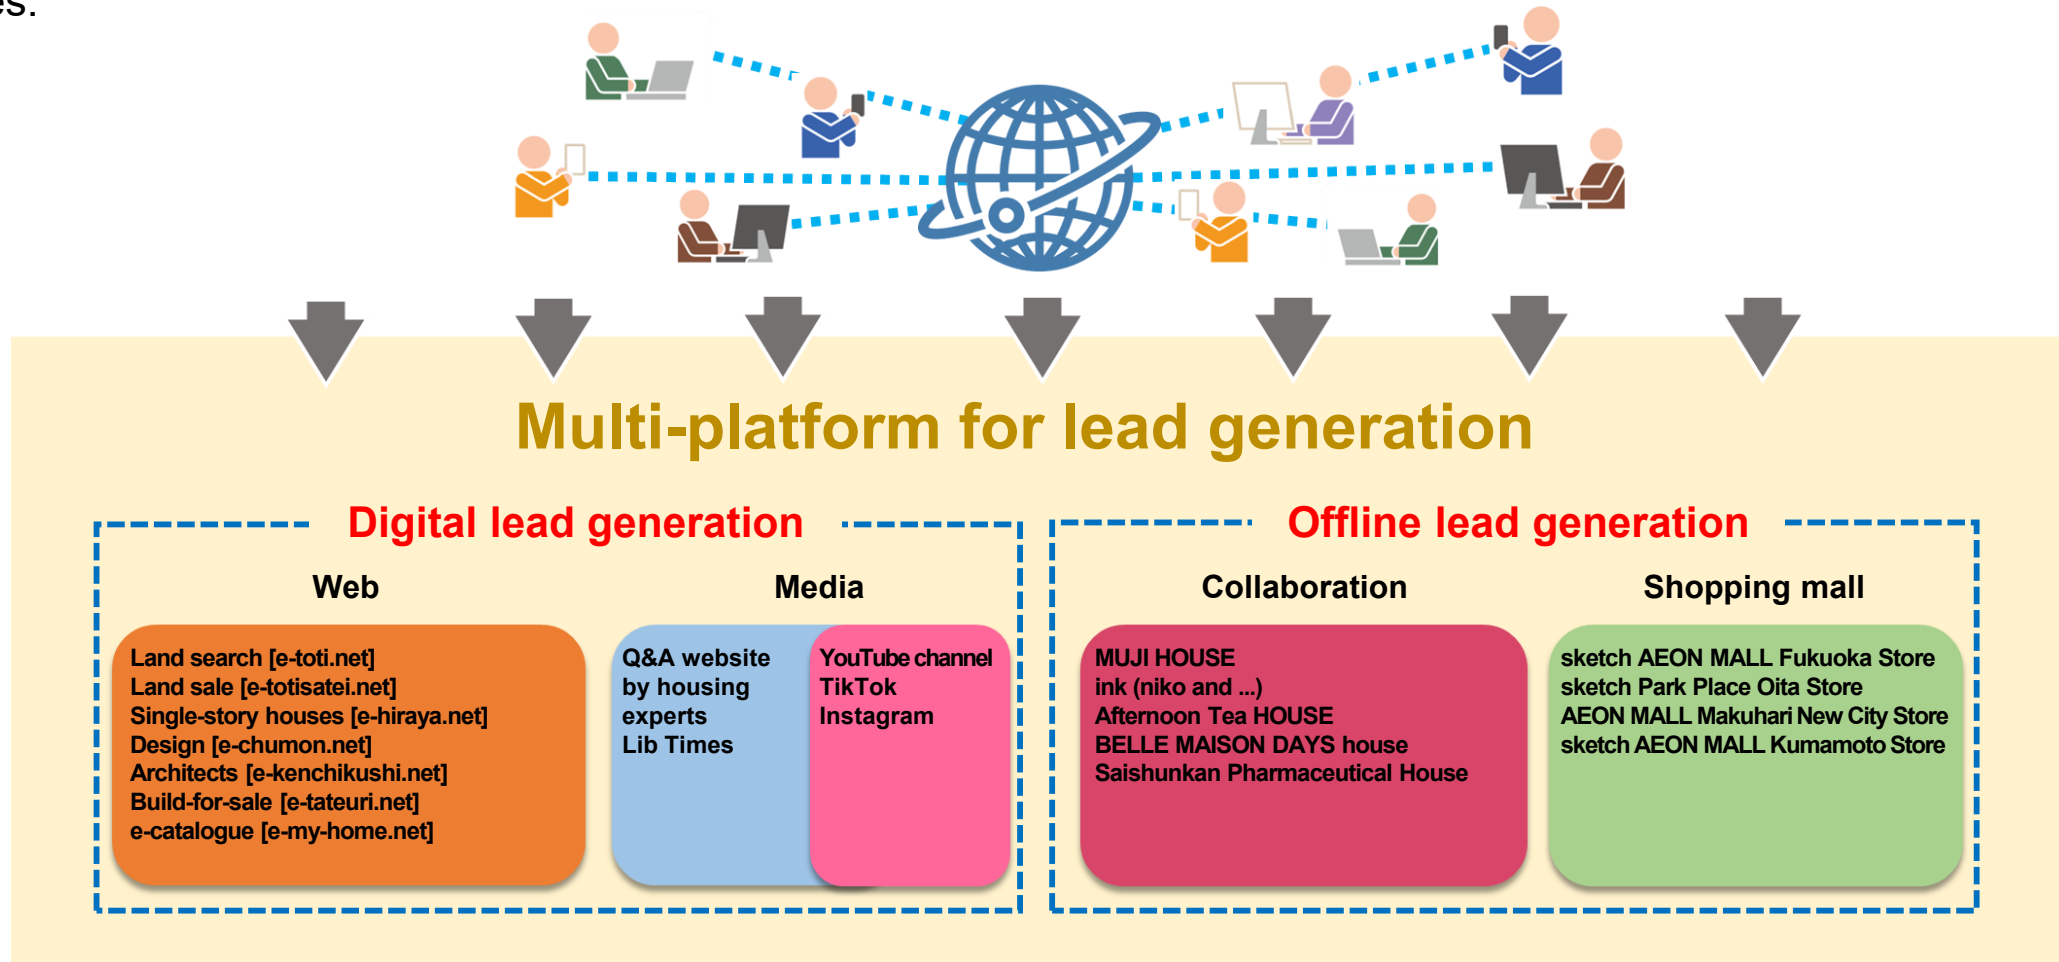 es.
Multi-platform for lead generation
Digital lead generation
Web
Land search [e-toti.net]
Land sale [e-totisatei.net]
Single-story houses [e-hiraya.net]
Design [e-chumon.net]
Architects [e-kenchikushi.net]
Build-for-sale [e-tateuri.net]
e-catalogue [e-my-home.net]
Media
Q&A website
by housing
experts
Lib Times
YouTube channel
TikTok
Instagram
Offline lead generation
Collaboration
MUJI HOUSE
ink (niko and ...)
Afternoon Tea HOUSE
BELLE MAISON DAYS house
Saishunkan Pharmaceutical House
Shopping mall
sketch AEON MALL Fukuoka Store
sketch Park Place Oita Store
AEON MALL Makuhari New City Store
sketch AEON MALL Kumamoto Store